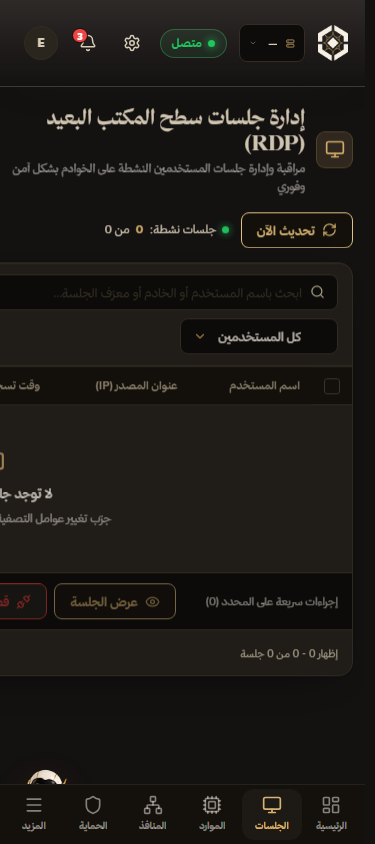 E
3
متصل
—
إدارة جلسات سطح المكتب البعيد
(RDP)
مراقبة وإدارة جلسات المستخدمين النشطة على الخوادم بشكل آمن
وفوري
تحديث الآن
جلسات نشطة: 0 من 0
ابحث باسم المستخدم أو الخادم أو معرّف الجلسة...
كل المستخدمين
اسم المستخدم
عنوان المصدر (IP)
وقت
لا توجد
جرّب تغيير عوامل
إجراءات سريعة على المحدد (0)
عرض الجلسة
إظهار 0 - 0 من 0 جلسة
الرئيسية
الجلسات
الموارد
المنافذ
الحماية
المزيد